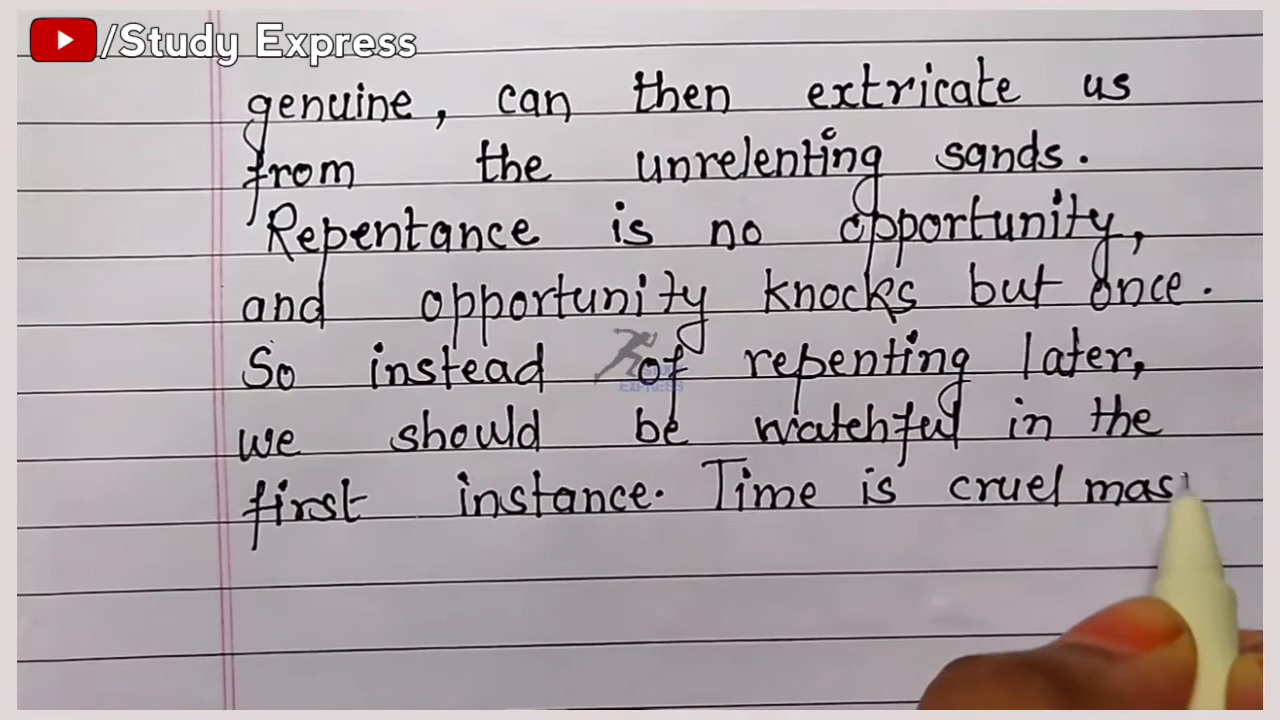 /Study Express
genuine, can then extricate us
from the unrelenting sands.
Repentance is no opportunity,
and opportunity knocks but once.
So instead of repenting later,
EXPRESS
we should be watchful in the
first instance. Time is cruel mas